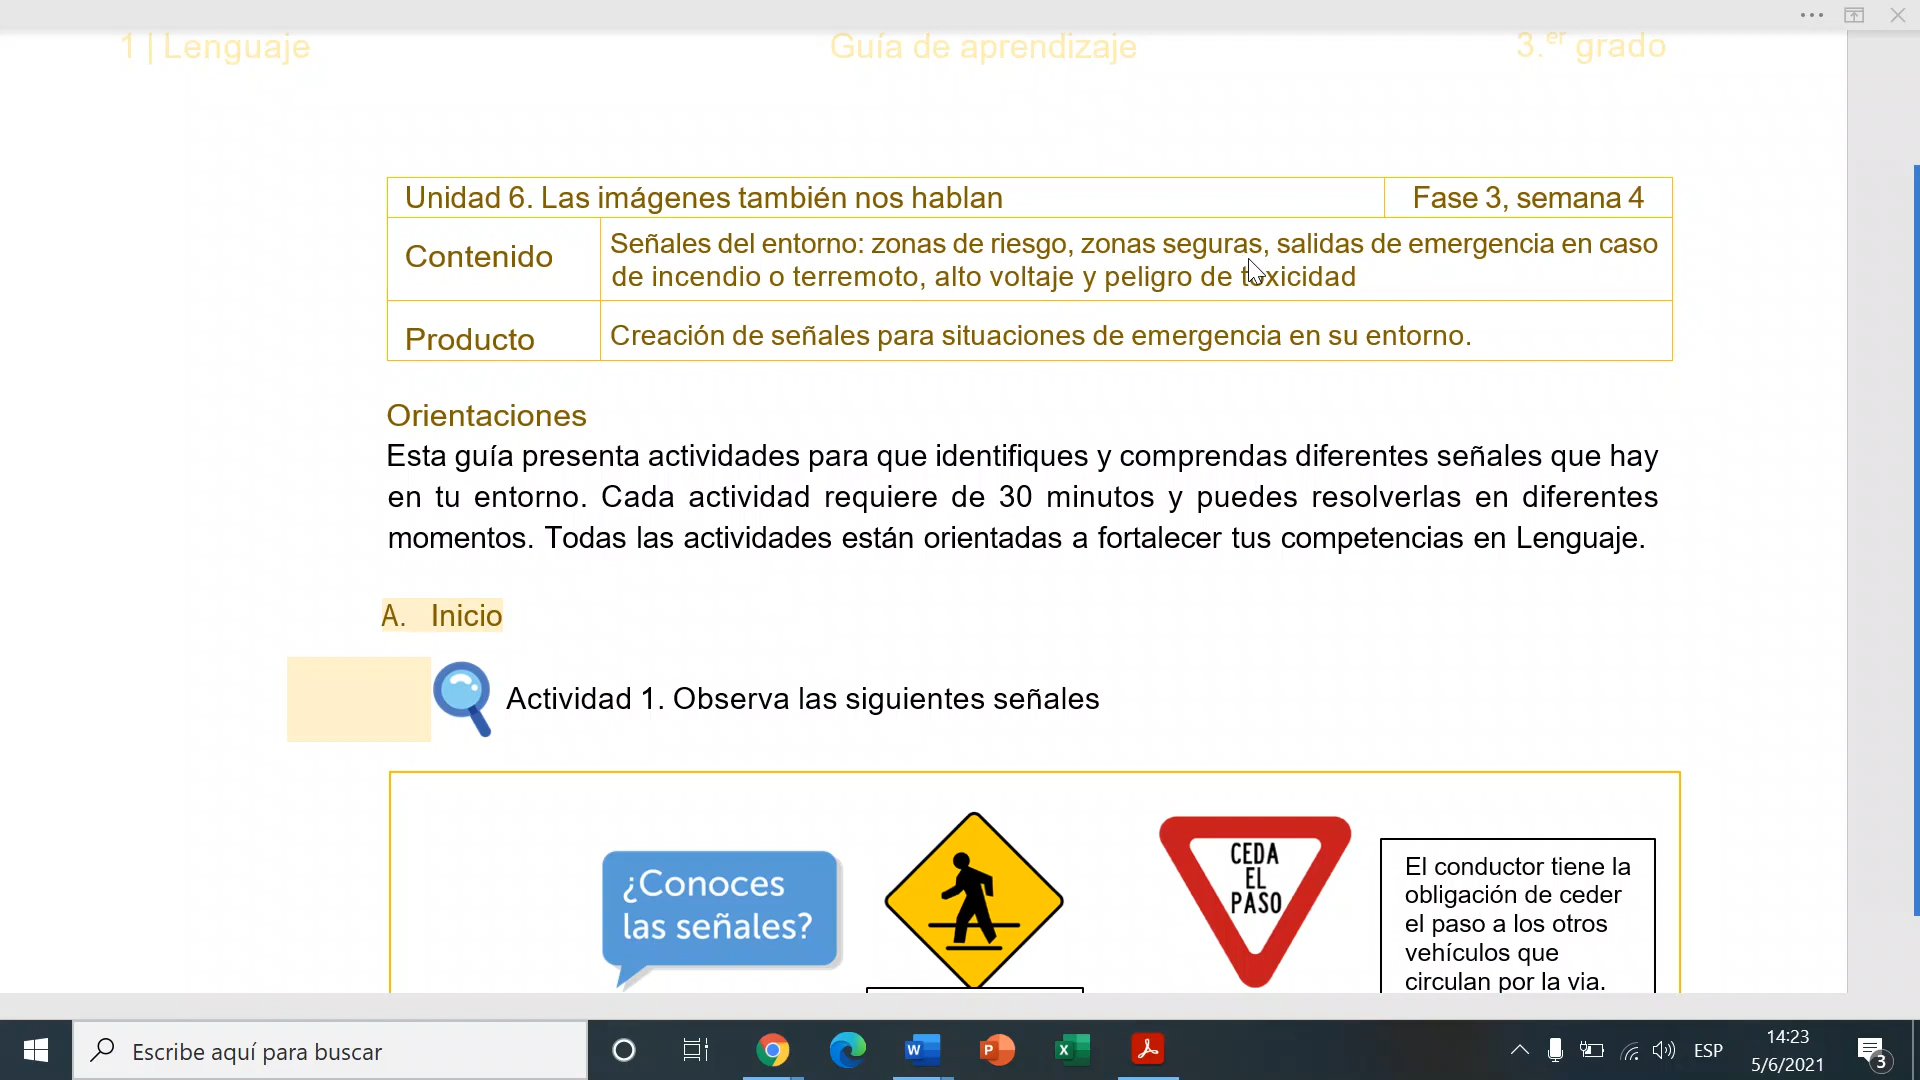 1 | Lenguaje
Guía de aprendizaje
3.er grado
Unidad 6. Las imágenes también nos hablan
Fase 3, semana 4
Contenido
Señales del entorno: zonas de riesgo, zonas seguras, salidas de emergencia en caso
de incendio o terremoto, alto voltaje y peligro de toxicidad
Producto
Creación de señales para situaciones de emergencia en su entorno.
Orientaciones
Esta guía presenta actividades para que identifiques y comprendas diferentes señales que hay
en tu entorno. Cada actividad requiere de 30 minutos y puedes resolverlas en diferentes
momentos. Todas las actividades están orientadas a fortalecer tus competencias en Lenguaje.
A. Inicio
Actividad 1. Observa las siguientes señales
¿Conoces
las señales?
CEDA
EL
PASO
El conductor tiene la
obligación de ceder
el paso a los otros
vehículos que
circulan por la via.
Escribe aquí para buscar
W
P
X
ESP
14:23
5/6/2021
3